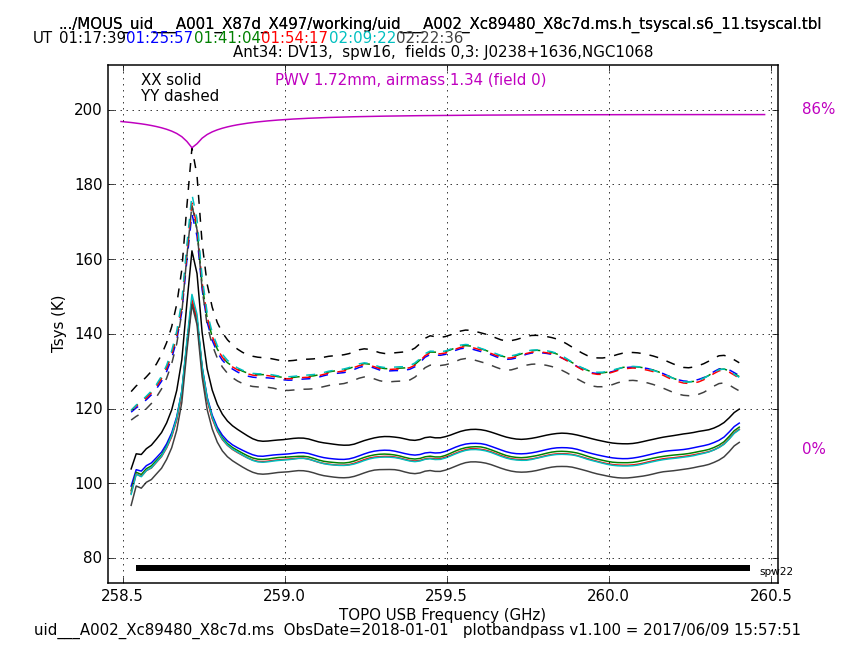 .../MOUS_uid___A001_X87d_X497/working/uid___A002_Xc89480_X8c7d.ms.h_tsyscal.s6_11.tsyscal.tbl
UT 01:17:39 01:25:57 01:41:04 01:54:17 02:09:22 02:22:36
Ant34: DV13, spw16, fields 0,3: J0238+1636,NGC1068
XX solid
PWV 1.72mm, airmass 1.34 (field 0)
YY dashed
200
86%
180
160
140
120
100
80
0%
Tsys (K)
spw22
258.5 259.0 259.5 260.0 260.5
TOPO USB Frequency (GHz)
uid___A002_Xc89480_X8c7d.ms ObsDate=2018-01-01 plotbandpass v1.100 = 2017/06/09 15:57:51